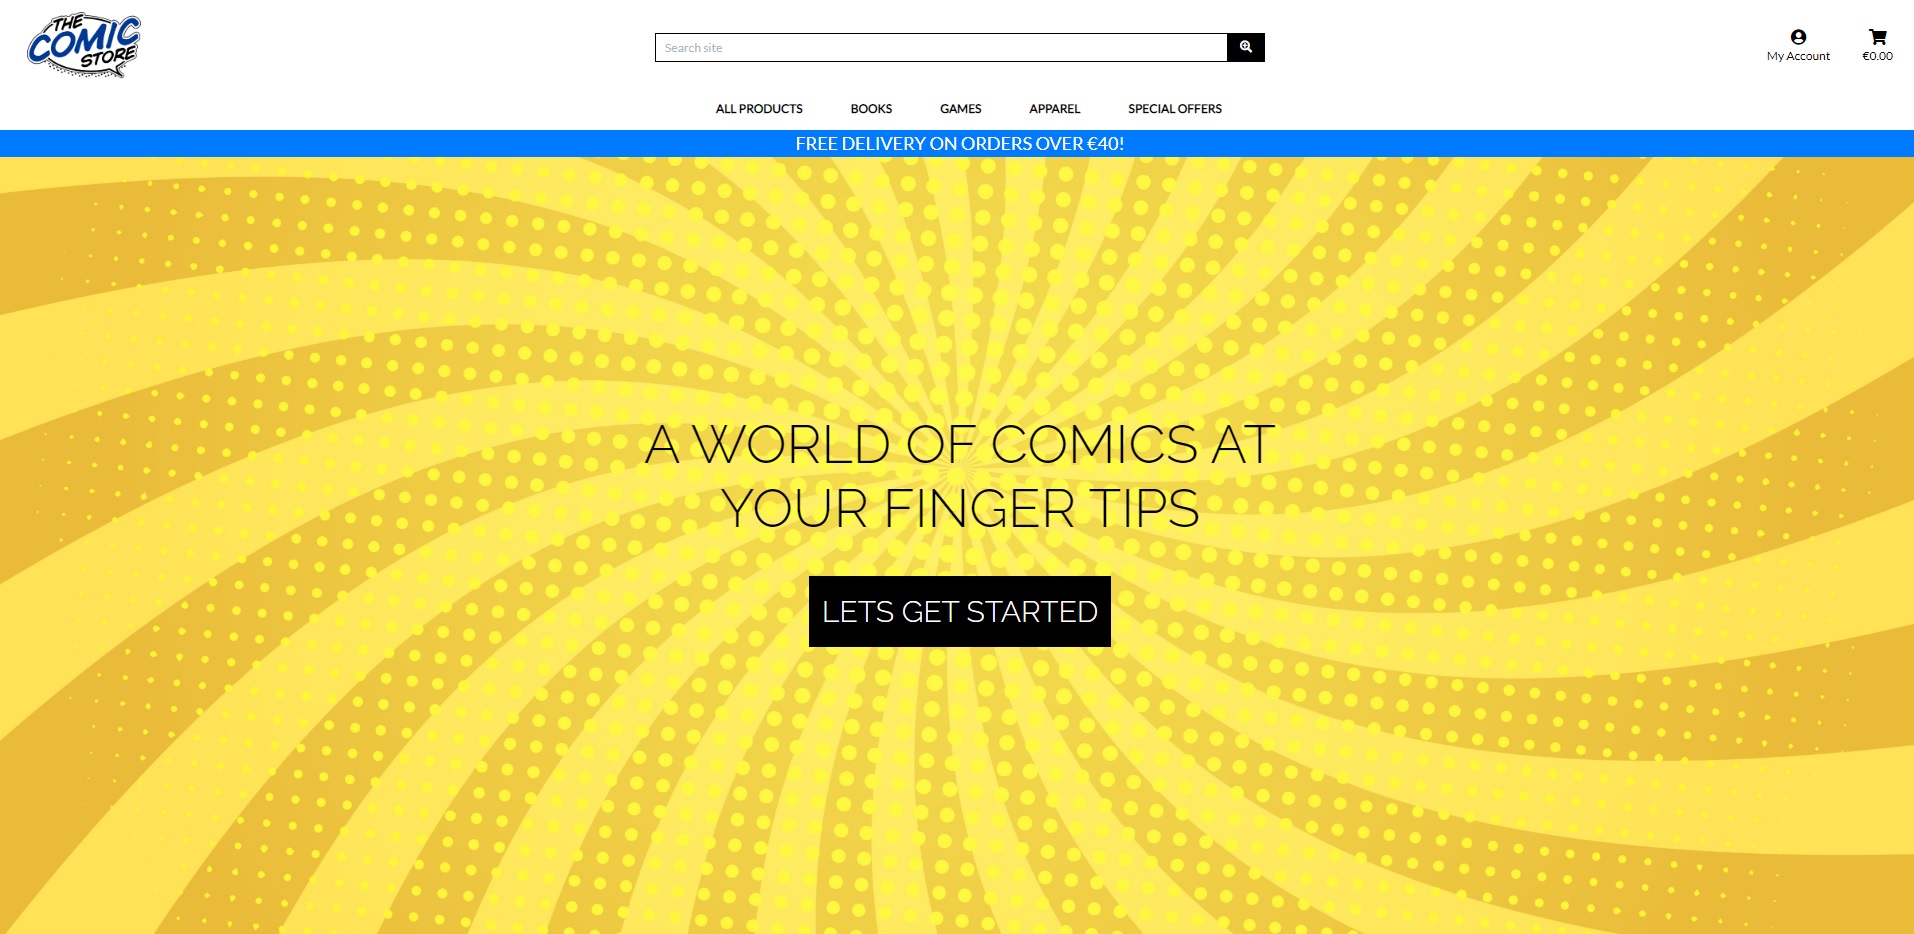 THE
COMIC
STORE
Search site
My Account
€0.00
ALL PRODUCTS
BOOKS
GAMES
APPAREL
SPECIAL OFFERS
FREE DELIVERY ON ORDERS OVER €40!
A WORLD OF COMICS AT
YOUR FINGER TIPS
LETS GET STARTED